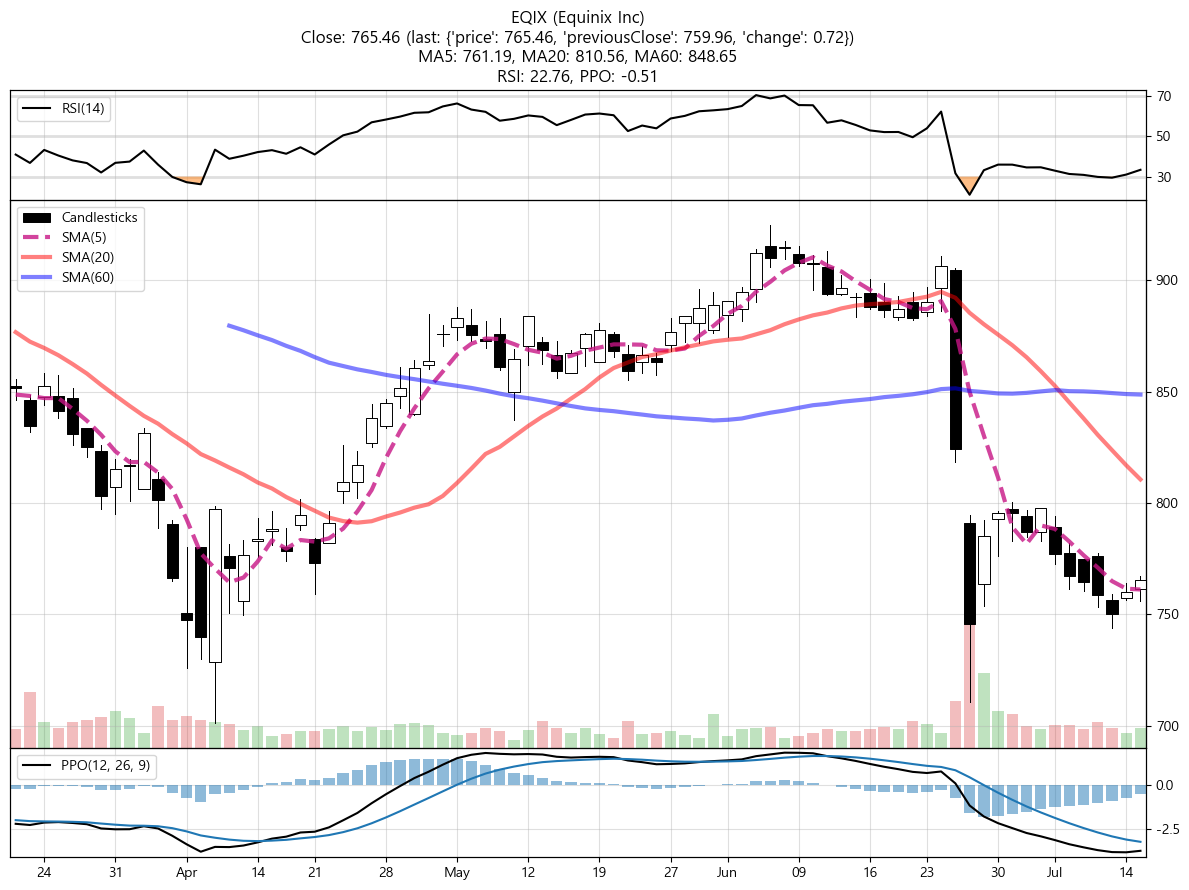 EQIX (Equinix Inc)
Close: 765.46 (last: {'price': 765.46, 'previousClose': 759.96, 'change': 0.72})
MA5: 761.19, MA20: 810.56, MA60: 848.65
RSI: 22.76, PPO: -0.51
RSI(14)
70
50
30
Candlesticks
SMA(5)
SMA(20)
SMA(60)
900
850
800
750
700
PPO(12, 26, 9)
0.0
-2.5
24 31 Apr 14 21 28 May 12 19 27 Jun 09 16 23 30 Jul 14